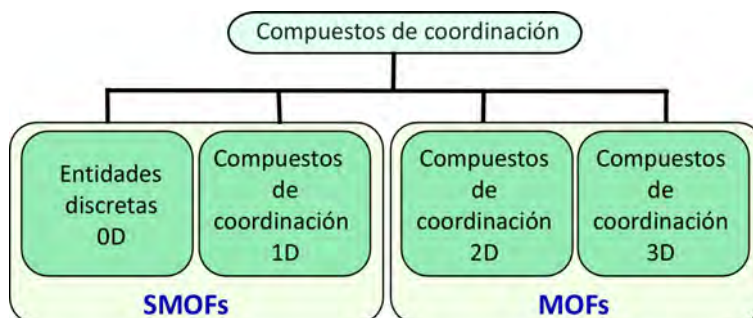 Compuestos de coordinación
Entidades
discretas
0D
Compuestos
de
coordinación
1D
Compuestos
de
coordinación
2D
Compuestos
de
coordinación
3D
SMOFs
MOFs